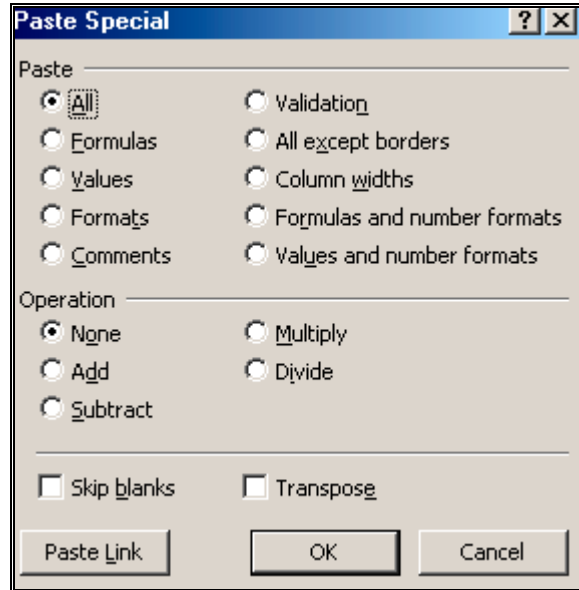 Paste Special ? X
Paste
All Validation
Formulas All except borders
Values Column widths
Formats Formulas and number formats
Comments Values and number formats
Operation
None Multiply
Add Divide
Subtract
Skip blanks Transpose
Paste Link OK Cancel